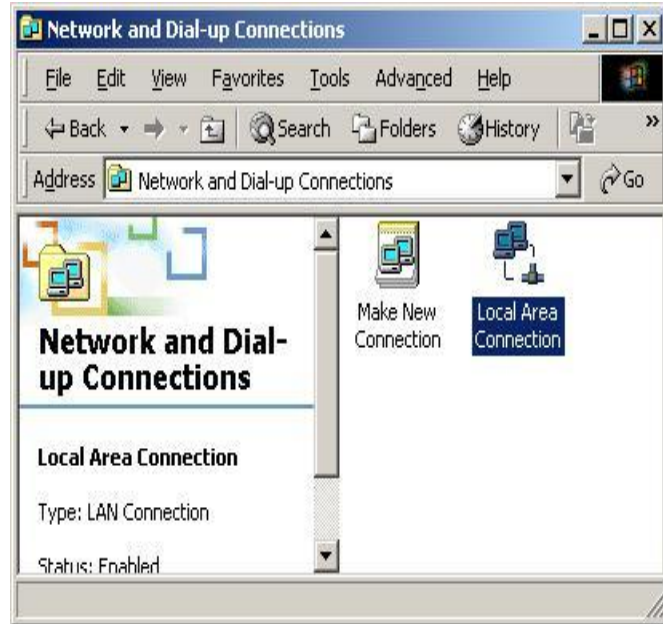 Network and Dial-up Connections
File Edit View Favorites Tools Advanced Help
Back Search Folders History »
Address Network and Dial-up Connections Go
Make New
Connection
Local Area
Connection
Network and Dial-
up Connections
Local Area Connection
Type: LAN Connection
Status: Enabled